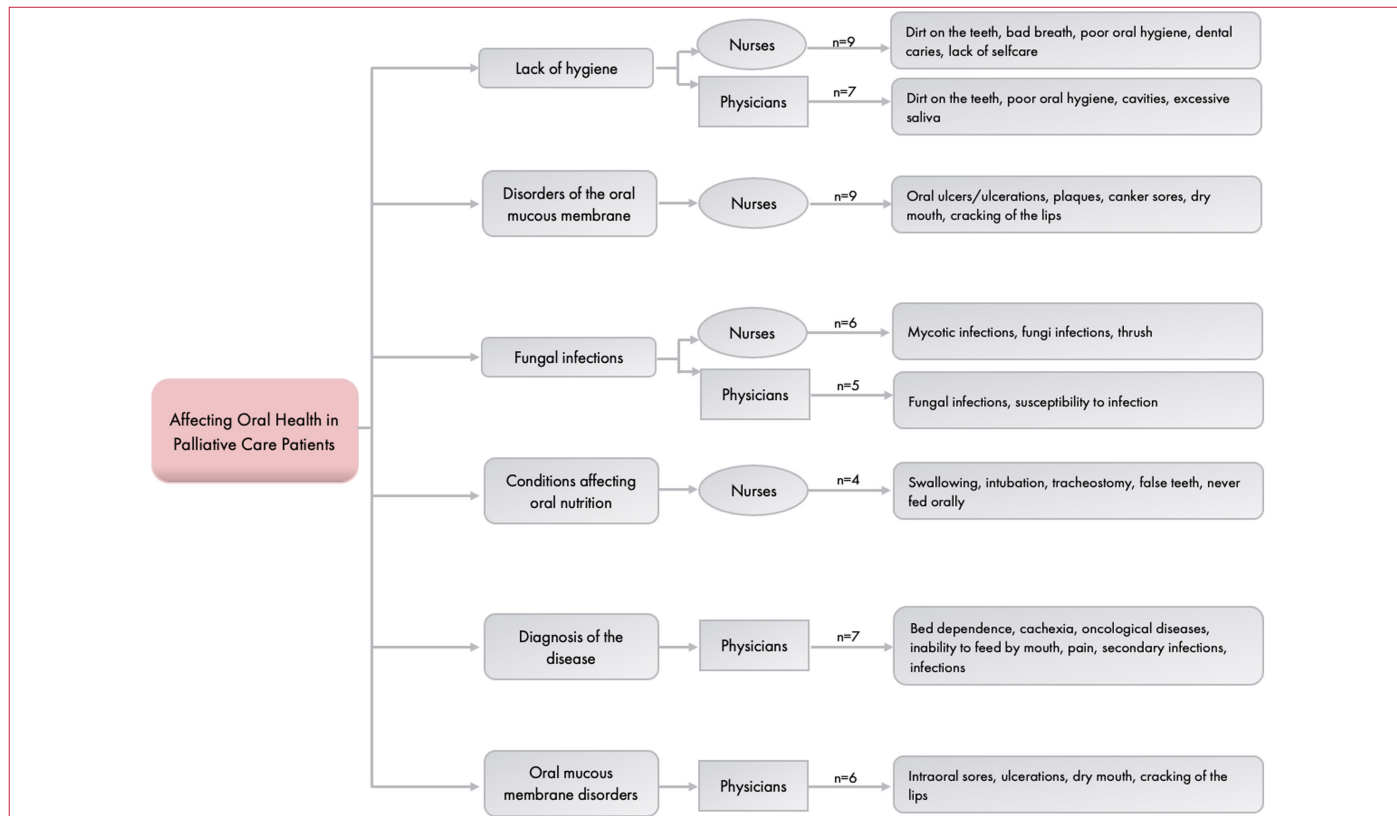 Affecting Oral Health in
Palliative Care Patients
Lack of hygiene
Nurses
n=9
Dirt on the teeth, bad breath, poor oral hygiene, dental
caries, lack of selfcare
Physicians
n=7
Dirt on the teeth, poor oral hygiene, cavities, excessive
saliva
Disorders of the oral
mucous membrane
Nurses
n=9
Oral ulcers/ulcerations, plaques, canker sores, dry
mouth, cracking of the lips
Fungal infections
Nurses
n=6
Mycotic infections, fungi infections, thrush
Physicians
n=5
Fungal infections, susceptibility to infection
Conditions affecting
oral nutrition
Nurses
n=4
Swallowing, intubation, tracheostomy, false teeth, never
fed orally
Diagnosis of the
disease
Physicians
n=7
Bed dependence, cachexia, oncological diseases,
inability to feed by mouth, pain, secondary infections,
infections
Oral mucous
membrane disorders
Physicians
n=6
Intraoral sores, ulcerations, dry mouth, cracking of the
lips